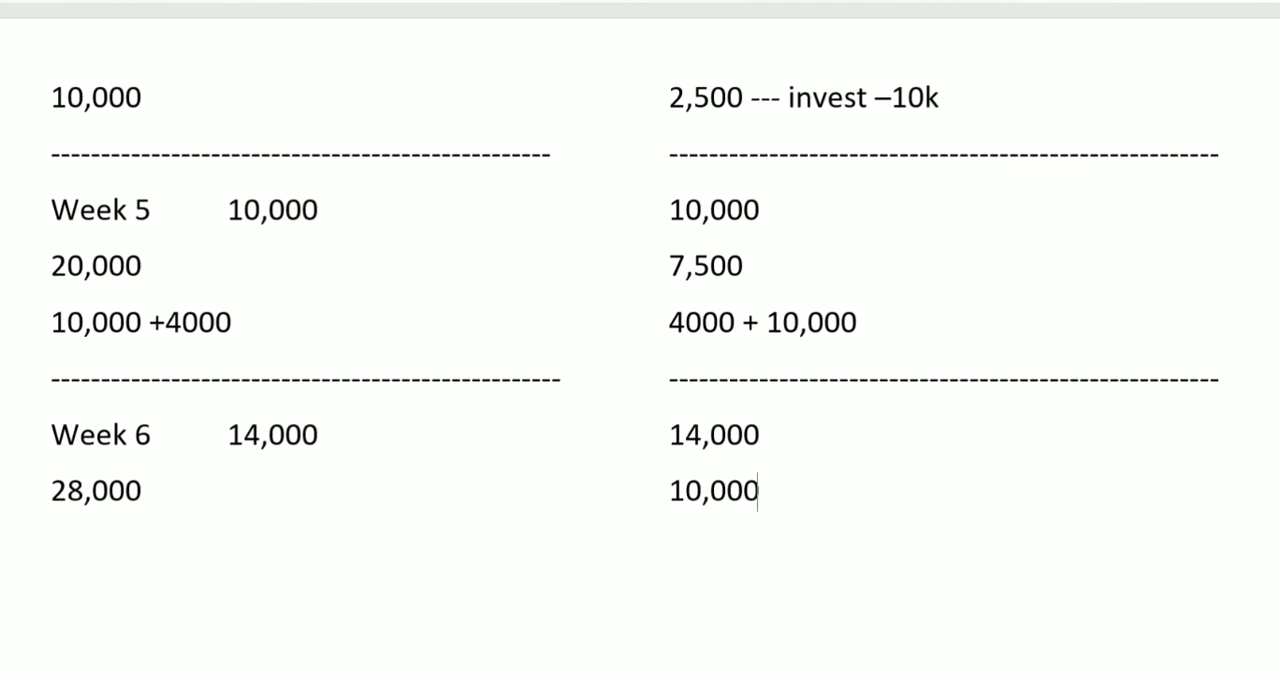 10,000 2,500 --- invest –10k
-------------------------------------------------- -------------------------------------------------------
Week 5 10,000 10,000
20,000 7,500
10,000 +4000 4000 + 10,000
--------------------------------------------------- -------------------------------------------------------
Week 6 14,000 14,000
28,000 10,000